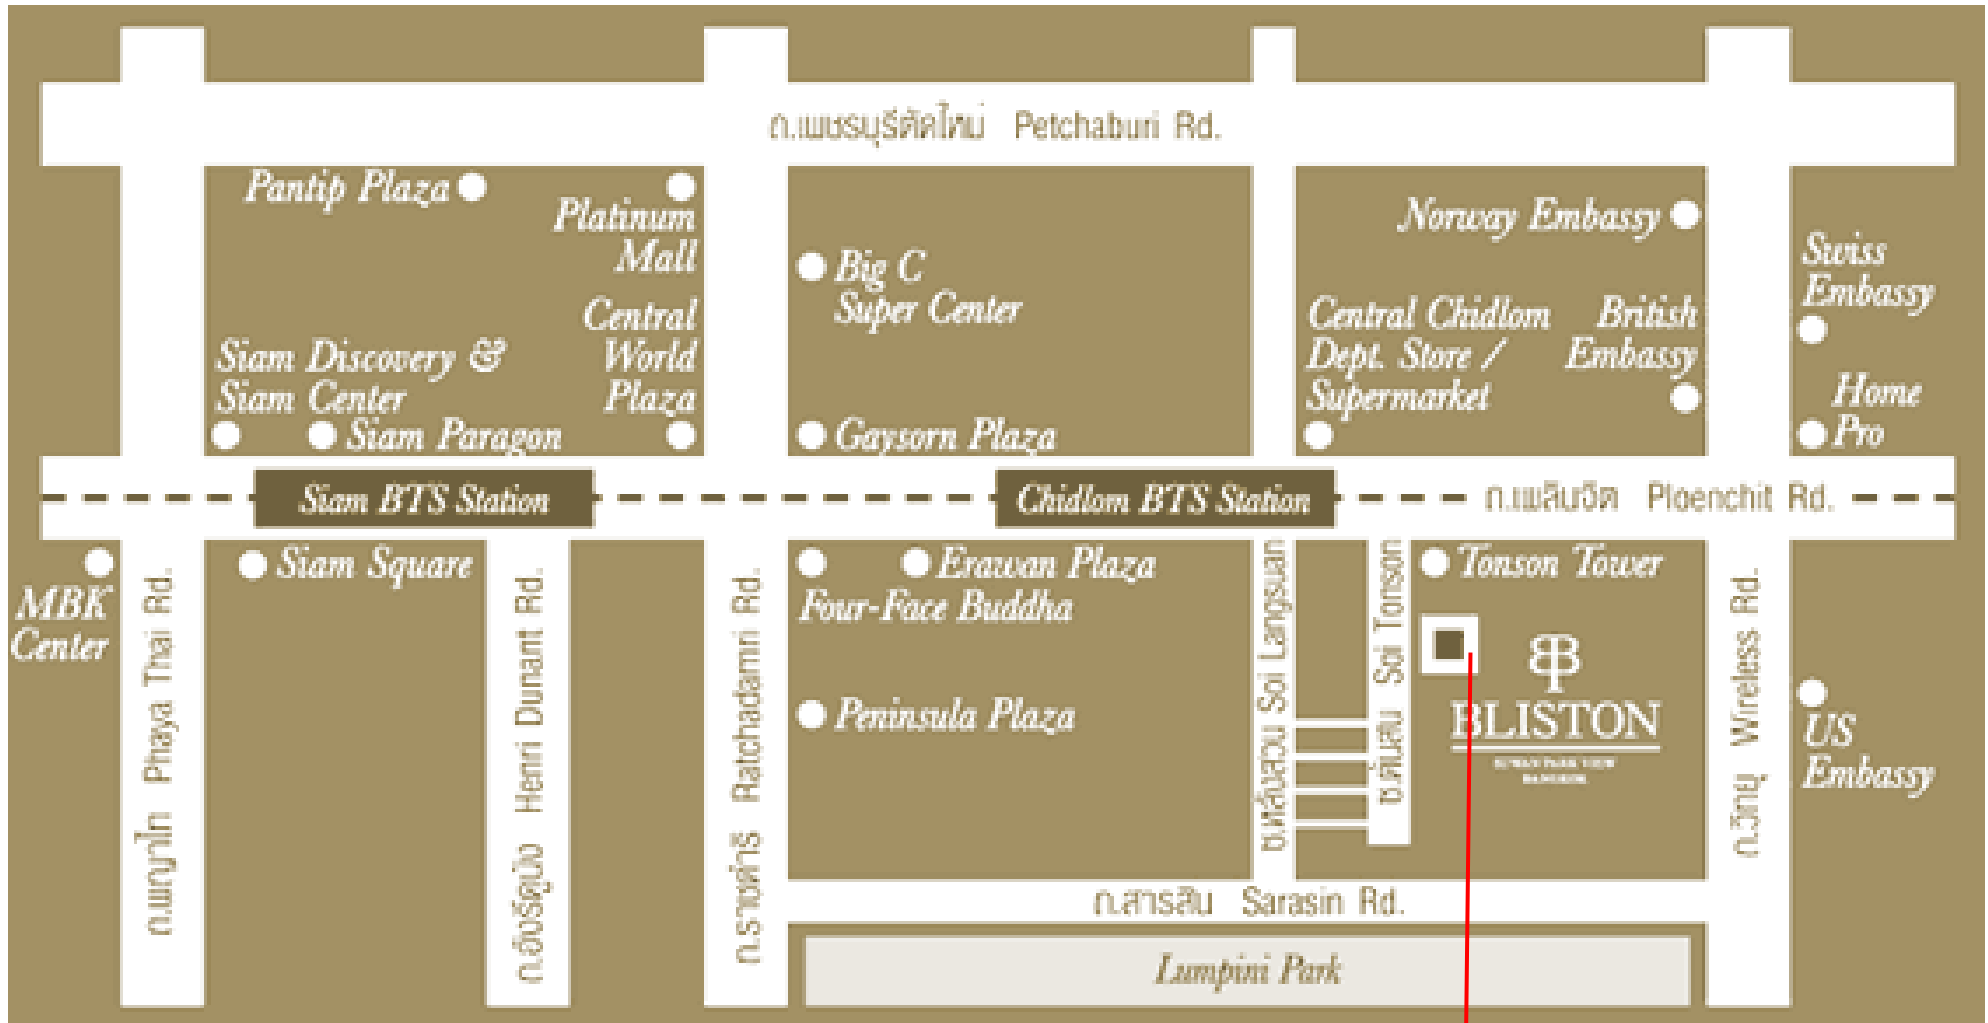 ถ.เพชรบุรีตัดใหม่ Petchaburi Rd.
Pantip Plaza
Platinum
Mall
Big C
Super Center
Norway Embassy
Swiss
Embassy
Siam Discovery &
Siam Center
Siam Paragon
Central
World
Plaza
Gaysorn Plaza
Central Chidlom
Dept. Store /
Supermarket
British
Embassy
Home
Pro
Siam BTS Station
Chidlom BTS Station
ถ.เพลินจิต Ploenchit Rd.
MBK
Center
Siam Square
Erawan Plaza
Four-Face Buddha
Peninsula Plaza
Tonson Tower
BLISTON
SUWAN PARK VIEW
BANGKOK
US
Embassy
ถ.พญาไท Phaya Thai Rd.
ถ.อังรีดูนัง Henri Dunant Rd.
ถ.ราชดำริ Ratchadamri Rd.
ซ.หลังสวน Soi Langsuan
ซ.ต้นสน Soi Tonson
ถ.วิทยุ Wireless Rd.
ถ.สารสิน Sarasin Rd.
Lumpini Park